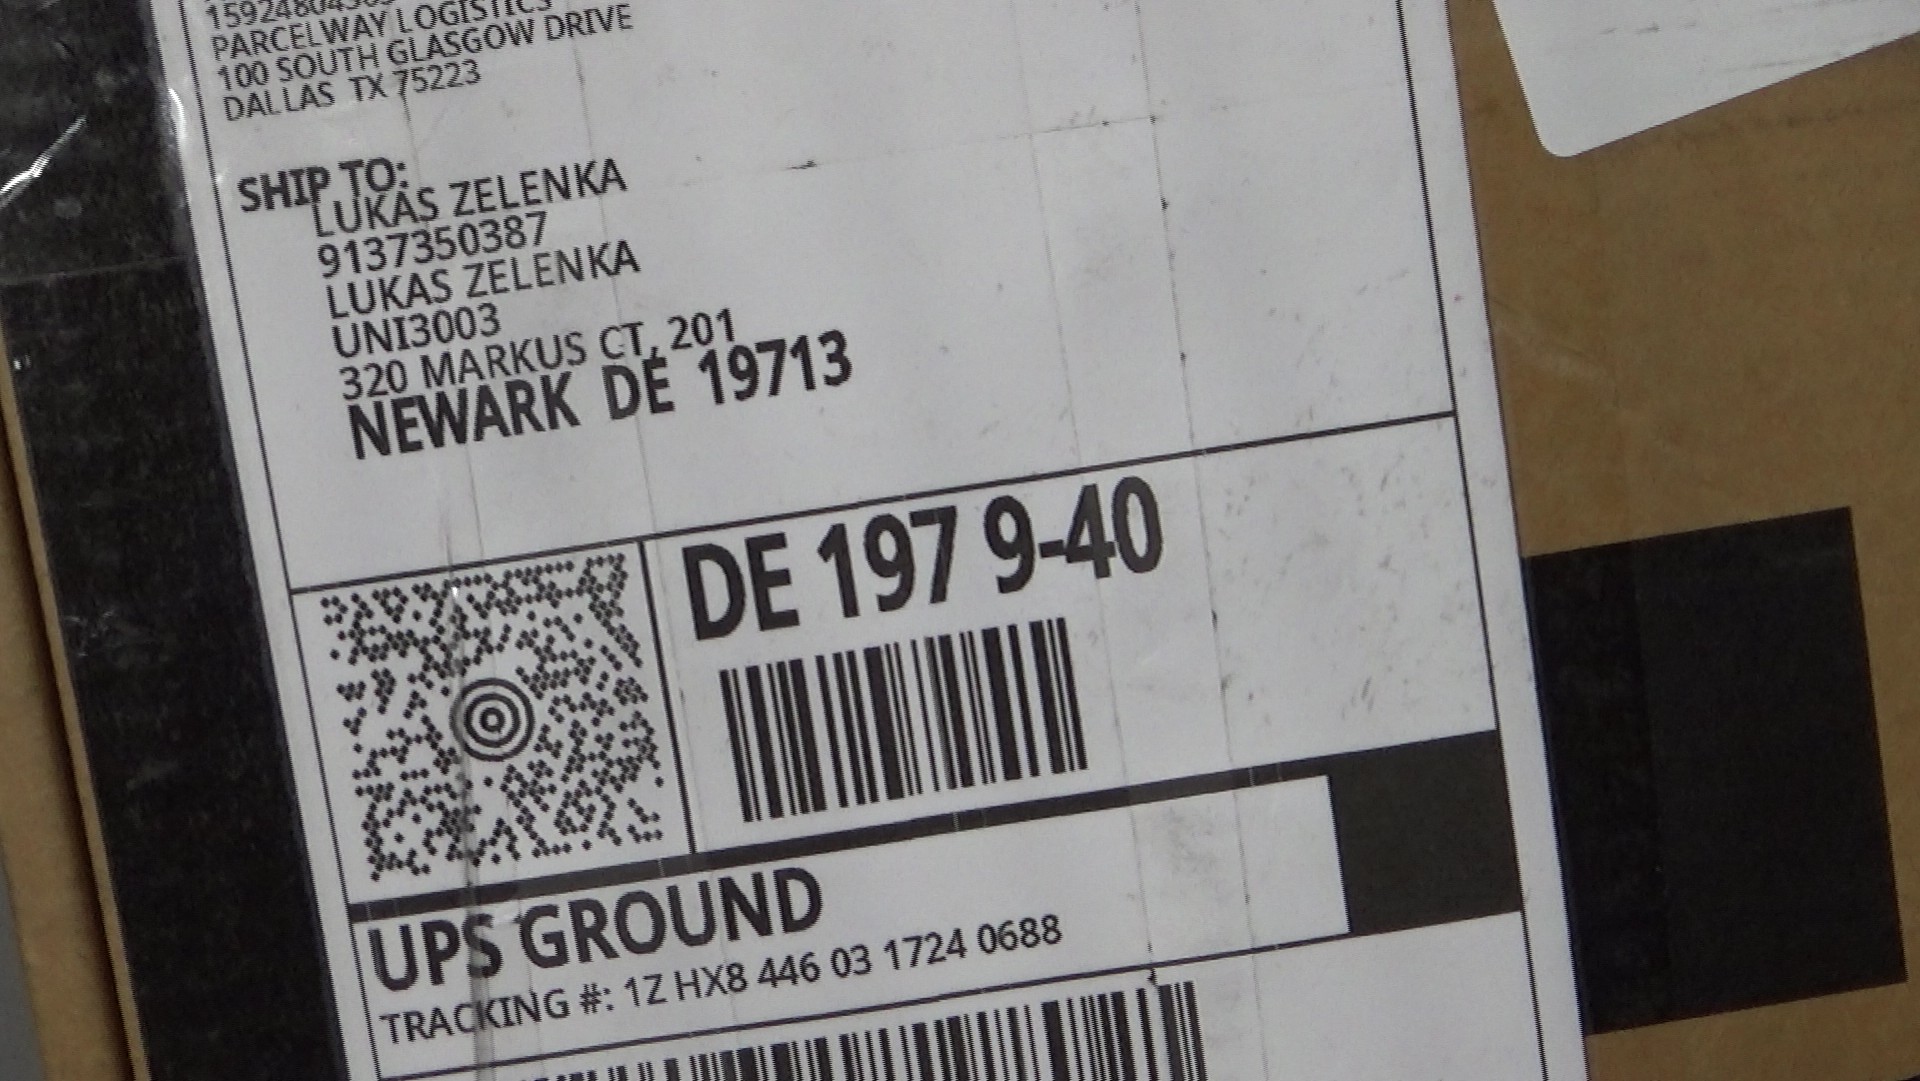 PARCELWAY LOGISTICS
100 SOUTH GLASGOW DRIVE
DALLAS TX 75223
SHIP TO:
LUKAS ZELENKA
9137350387
LUKAS ZELENKA
UNI3003
320 MARKUS CT, 201
NEWARK DE 19713
DE 197 9-40
UPS GROUND
TRACKING #: 1Z HX8 446 03 1724 0688